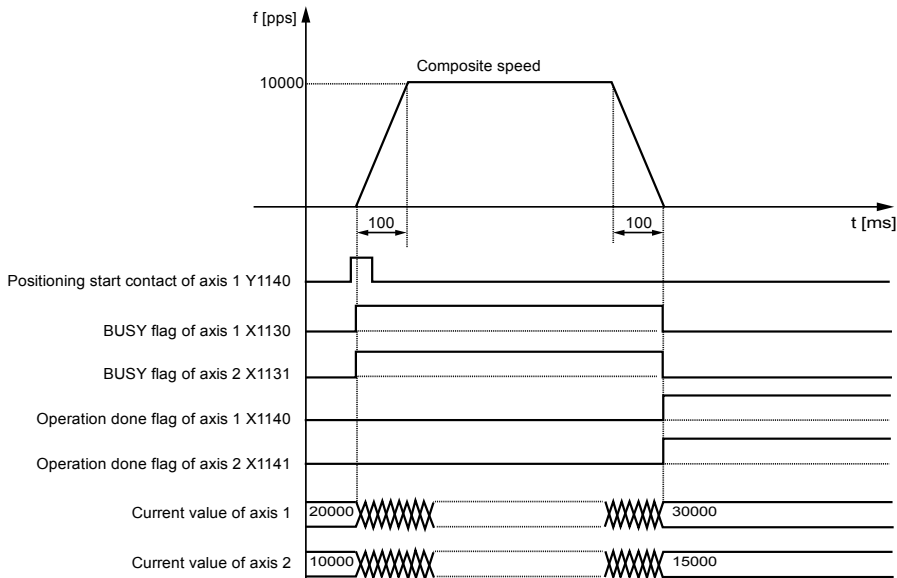 f [pps]
Composite speed
10000
100
100
t [ms]
Positioning start contact of axis 1 Y1140
BUSY flag of axis 1 X1130
BUSY flag of axis 2 X1131
Operation done flag of axis 1 X1140
Operation done flag of axis 2 X1141
Current value of axis 1 20000 30000
Current value of axis 2 10000 15000